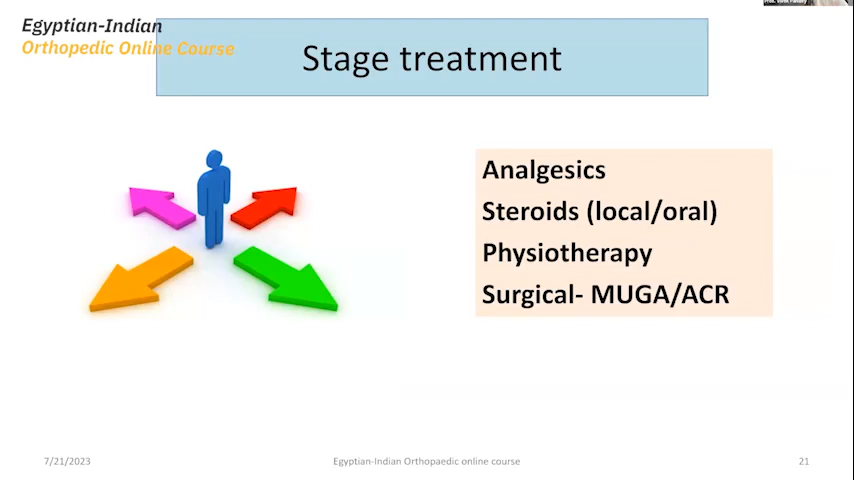 Egyptian-Indian
Orthopedic Online Course
Stage treatment
Analgesics
Steroids (local/oral)
Physiotherapy
Surgical- MUGA/ACR
7/21/2023
Egyptian-Indian Orthopaedic online course
21